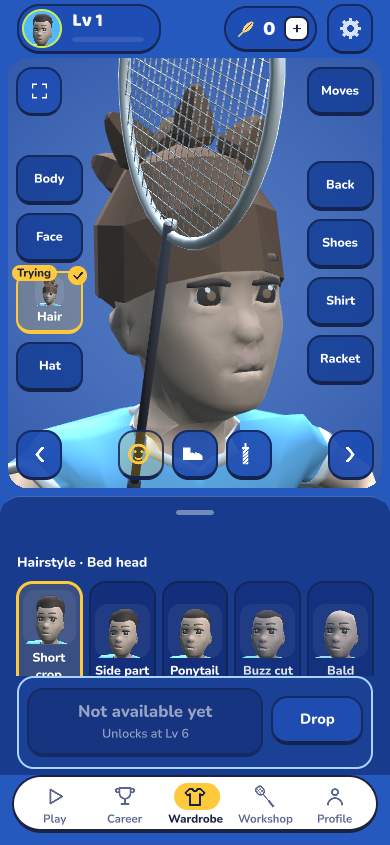 Lv 1
0
+
Moves
Body
Back
Face
Shoes
Trying
Hair
Shirt
Hat
Racket
Hairstyle · Bed head
Short crop
Side part
Ponytail
Buzz cut
Bald
Not available yet
Unlocks at Lv 6
Drop
Play
Career
Wardrobe
Workshop
Profile